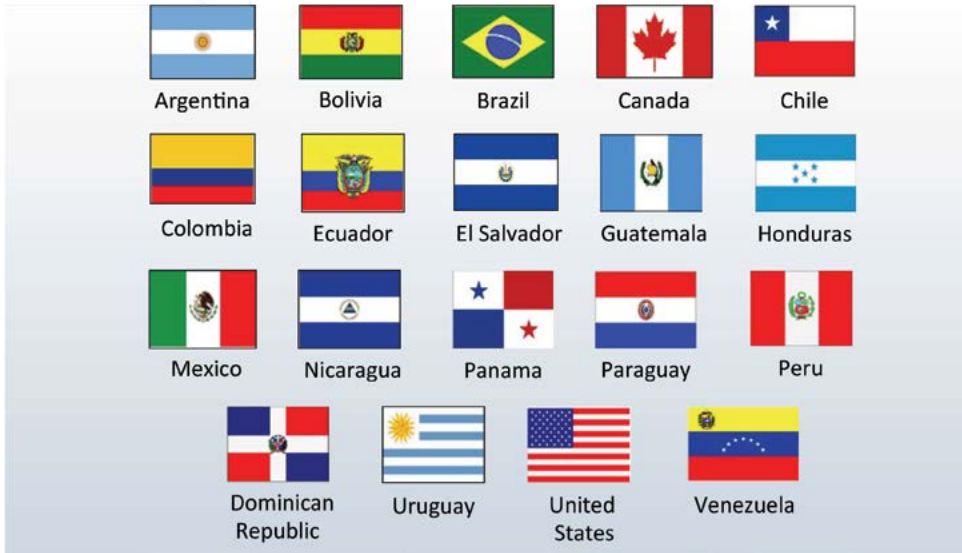 Argentina
Bolivia
Brazil
Canada
Chile
Colombia
Ecuador
El Salvador
Guatemala
Honduras
Mexico
Nicaragua
Panama
Paraguay
Peru
Dominican
Republic
Uruguay
United
States
Venezuela